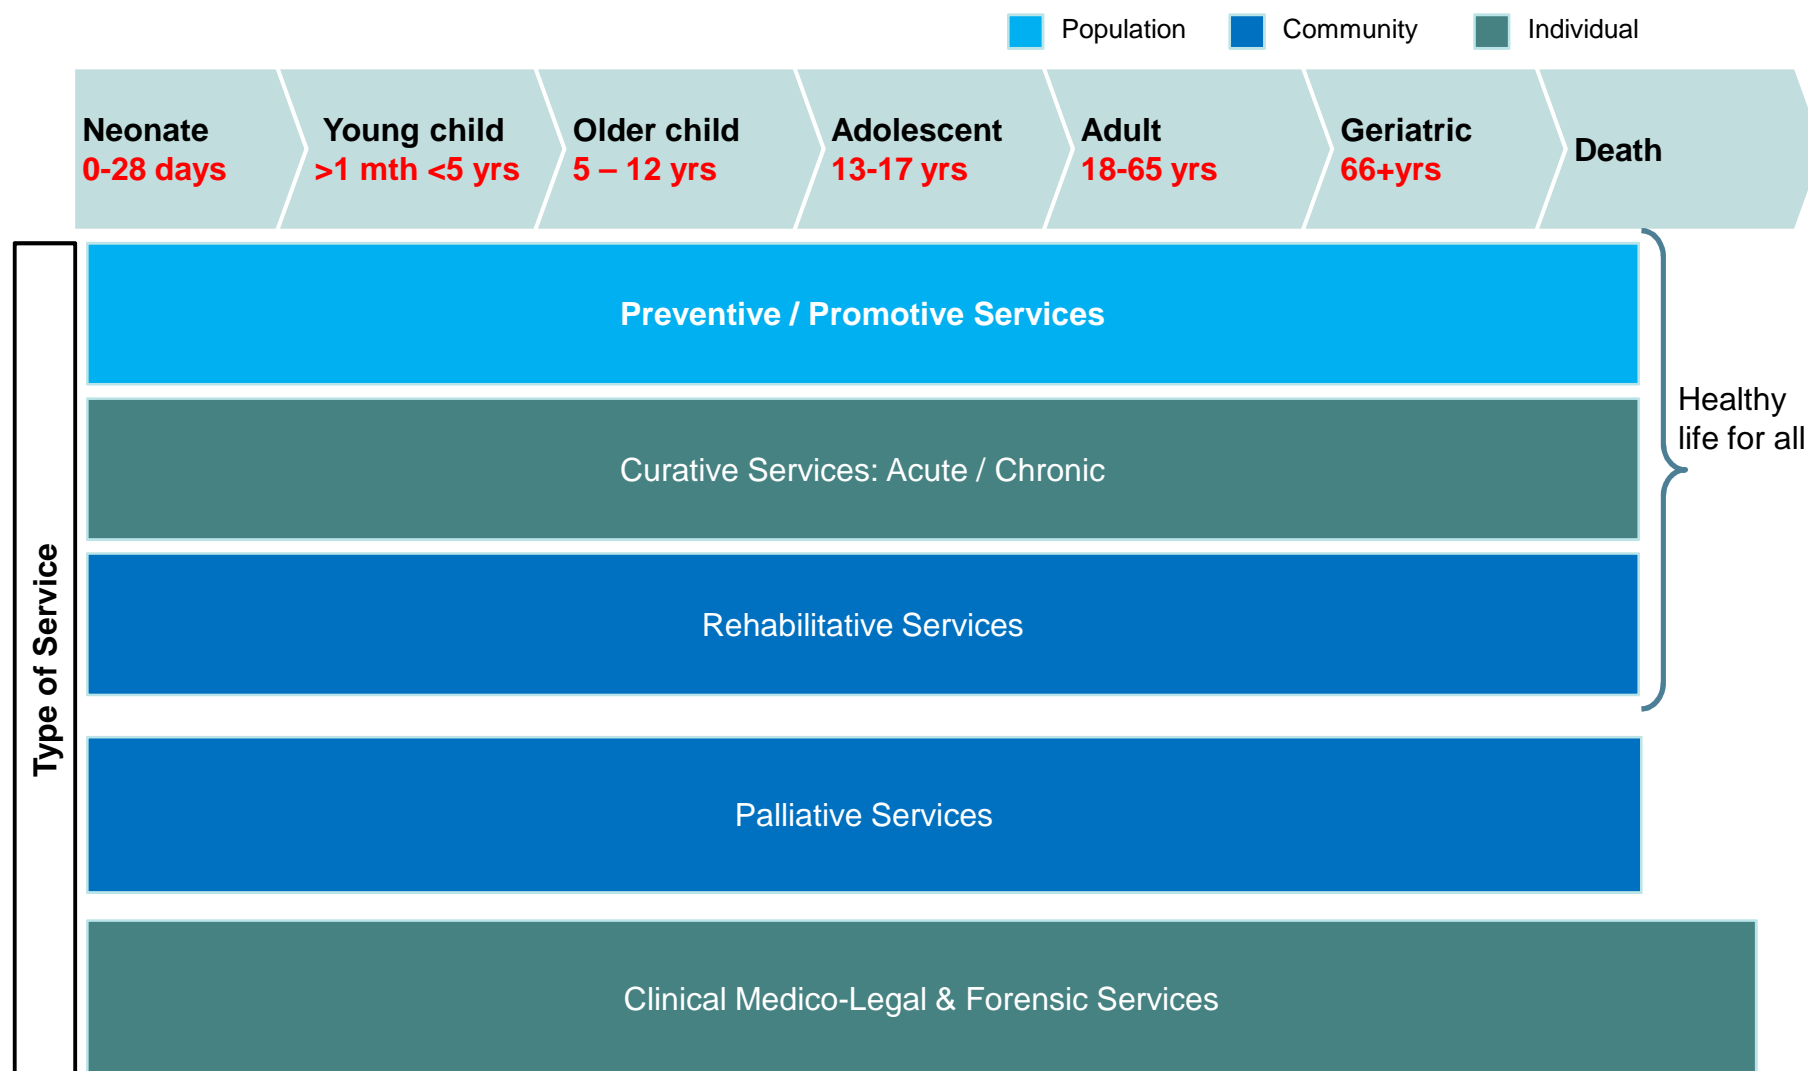 Population
Community
Individual
Neonate
0-28 days
Young child
>1 mth <5 yrs
Older child
5 – 12 yrs
Adolescent
13-17 yrs
Adult
18-65 yrs
Geriatric
66+yrs
Death
Type of Service
Preventive / Promotive Services
Curative Services: Acute / Chronic
Rehabilitative Services
Healthy
life for all
Palliative Services
Clinical Medico-Legal & Forensic Services